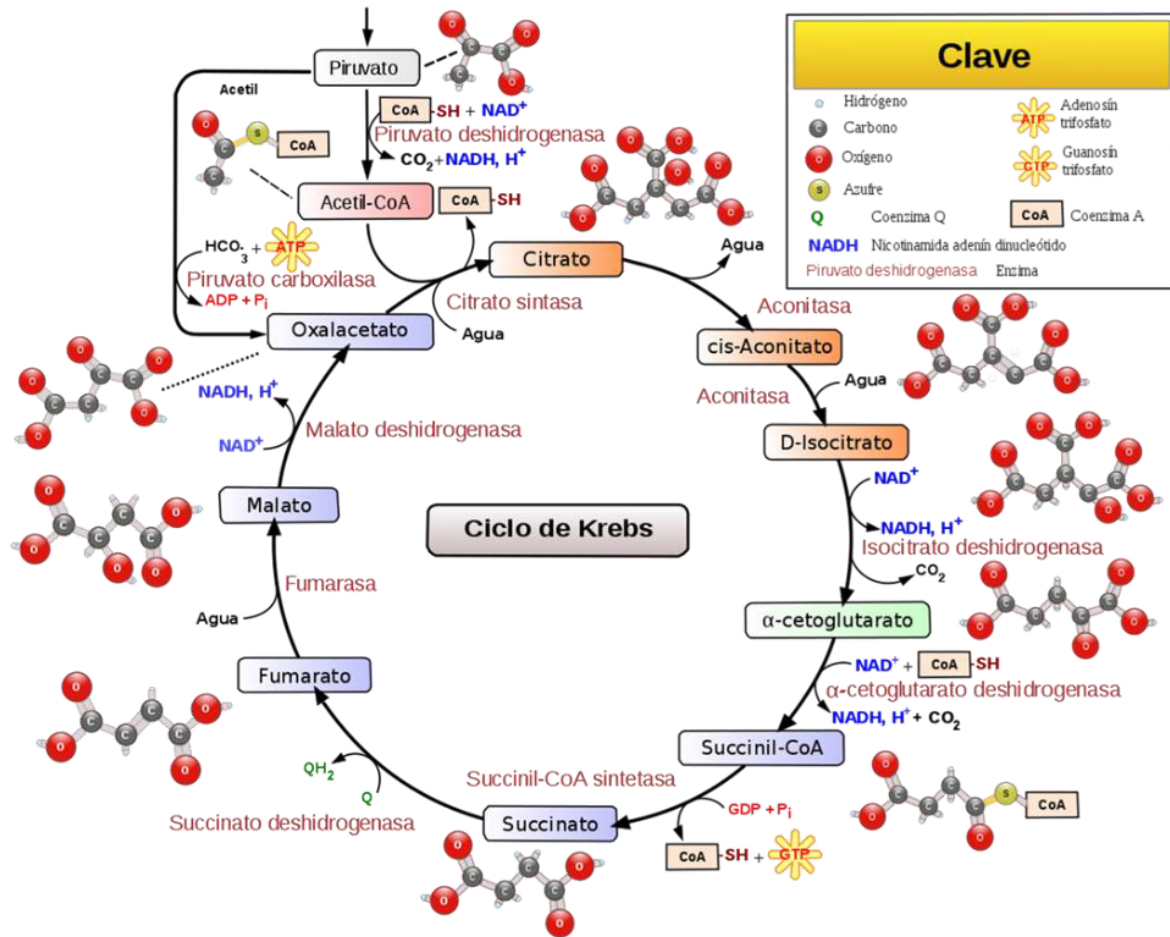 Clave
Hidrógeno
Carbono
Oxígeno
Azufre
Q Coenzima Q
NADH Nicotinamida adenín dinucleótido
Piruvato deshidrogenasa Enzima
ATP Adenosín
trifosfato
GTP Guanosín
trifosfato
CoA Coenzima A
Piruvato
Acetil
CoA-SH + NAD⁺
Piruvato deshidrogenasa
CO₂+NADH, H⁺
S CoA
Acetil-CoA
CoA-SH
HCO₃⁻ + ATP
Piruvato carboxilasa
ADP + Pᵢ
Citrato
Agua
Citrato sintasa
Agua
Oxalacetato
Aconitasa
cis-Aconitato
Agua
Aconitasa
D-Isocitrato
NAD⁺
NADH, H⁺
Isocitrato deshidrogenasa
CO₂
α-cetoglutarato
NAD⁺ + CoA-SH
α-cetoglutarato deshidrogenasa
NADH, H⁺ + CO₂
Succinil-CoA
S CoA
Succinil-CoA sintetasa
GDP + Pᵢ
CoA-SH + GTP
Succinato
Succinato deshidrogenasa
Q
QH₂
Fumarato
Agua
Fumarasa
Malato
Malato deshidrogenasa
NAD⁺
NADH, H⁺
Ciclo de Krebs